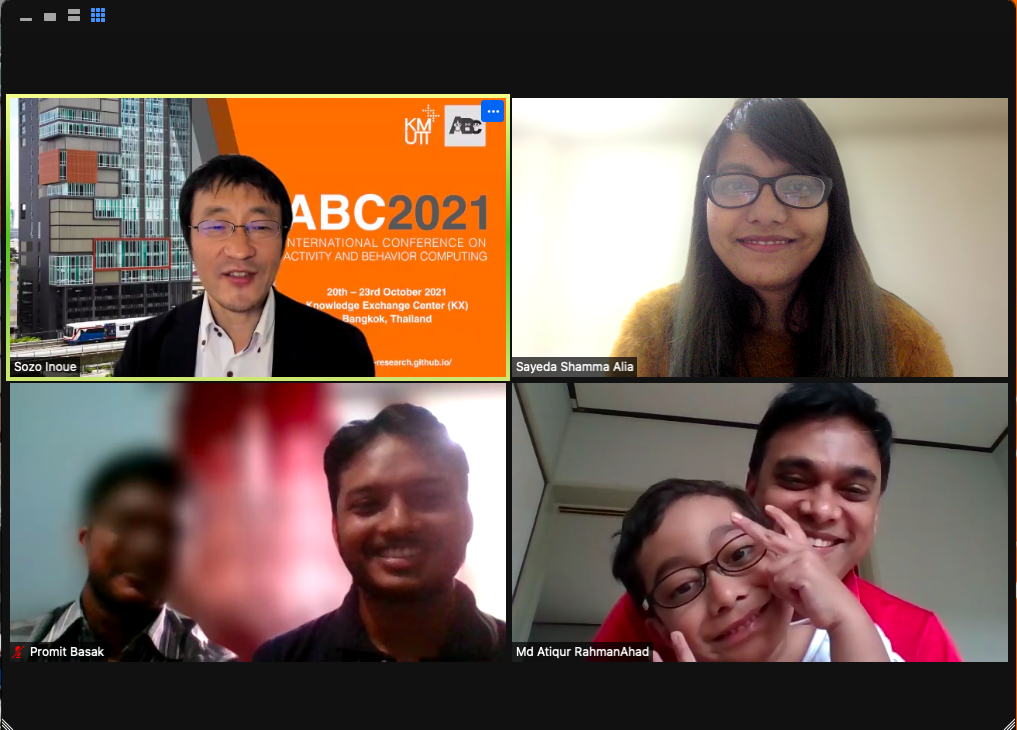 KM
UTT
ABC
ABC2021
INTERNATIONAL CONFERENCE ON
ACTIVITY AND BEHAVIOR COMPUTING
20th – 23rd October 2021
Knowledge Exchange Center (KX)
Bangkok, Thailand
-research.github.io/
Sozo Inoue
Sayeda Shamma Alia
Promit Basak
Md Atiqur RahmanAhad